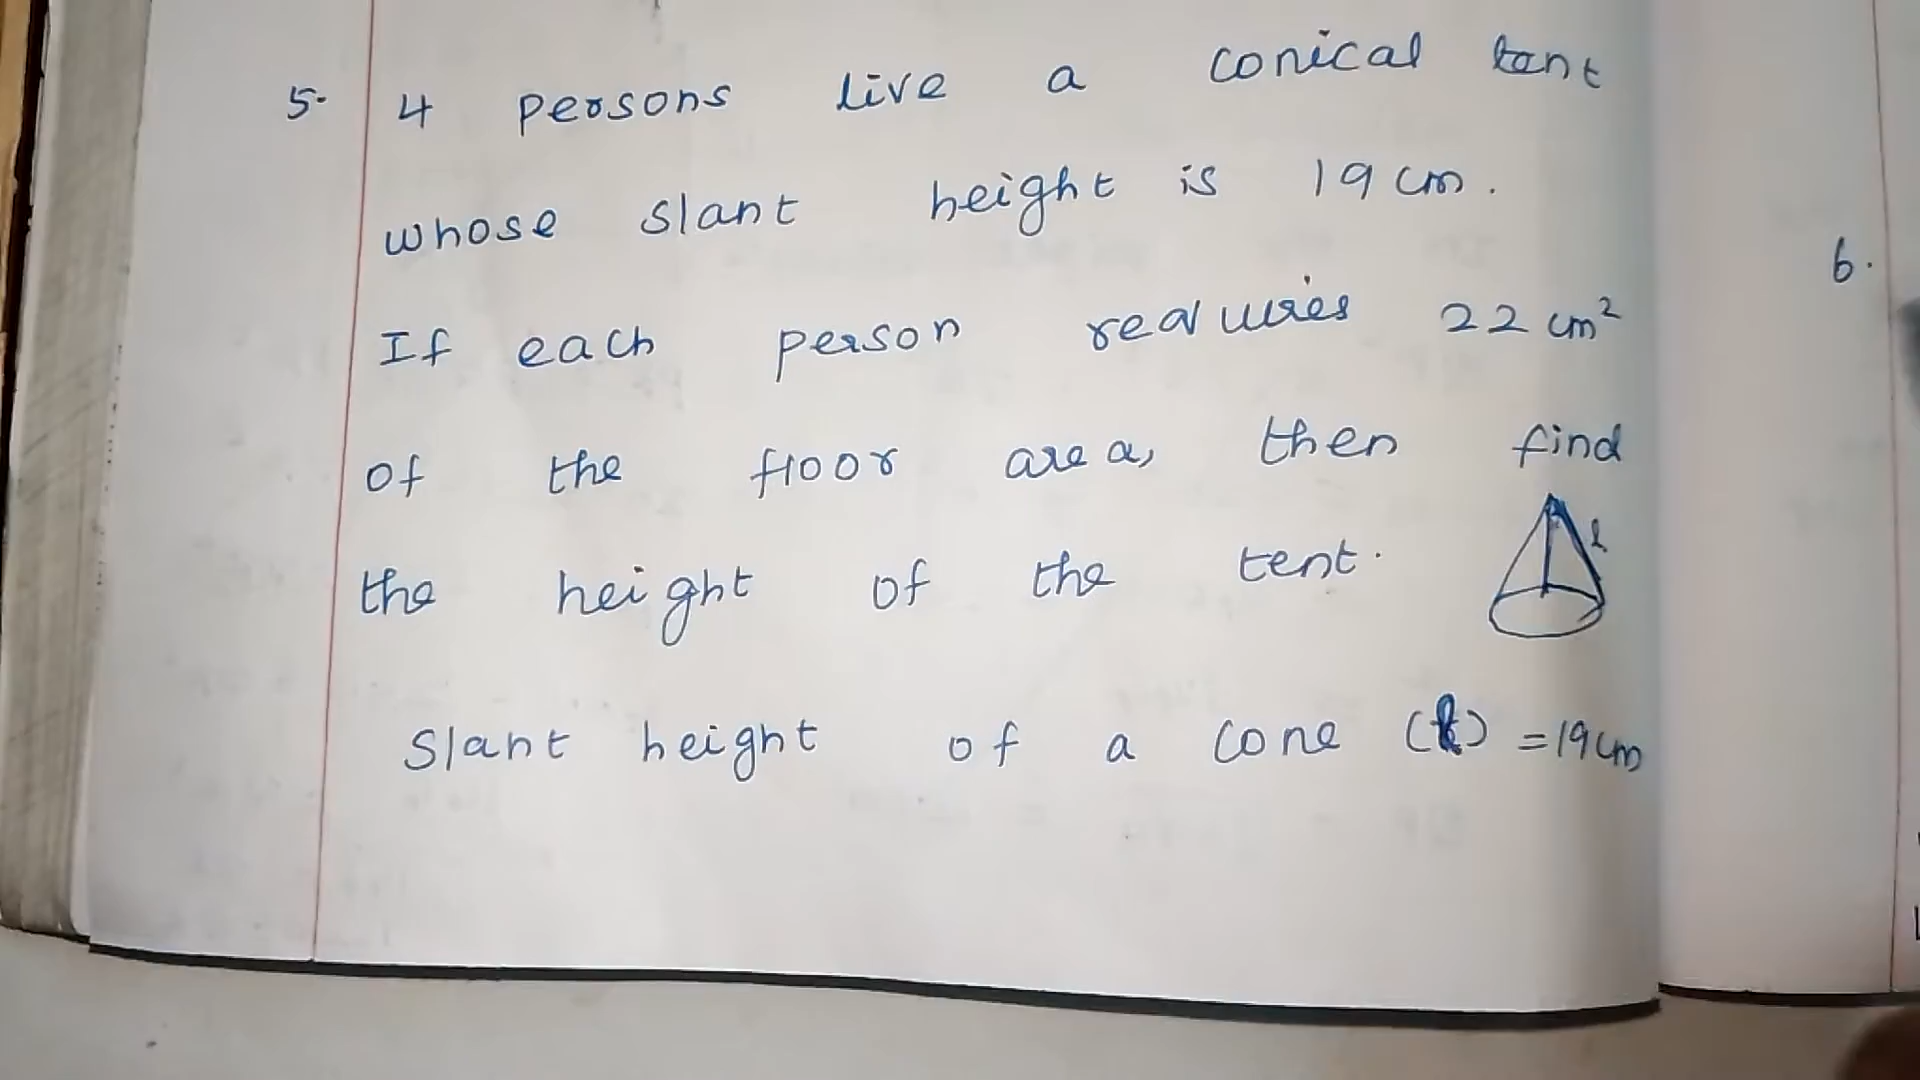 5. 4 persons live a conical tent
whose slant height is 19 cm.
If each person requires 22 cm²
of the floor area, then find
the height of the tent.
l
Slant height of a cone (l) = 19 cm
6.